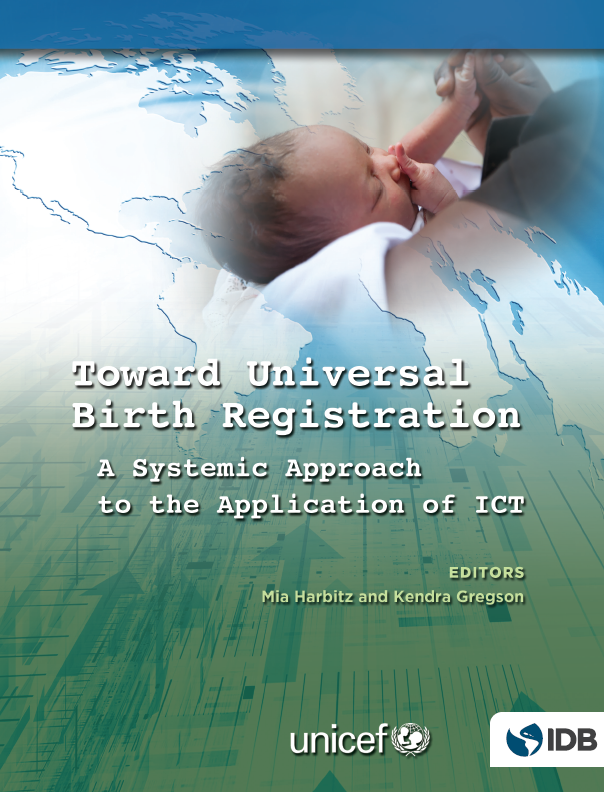 Toward Universal
Birth Registration
A Systemic Approach
to the Application of ICT
EDITORS
Mia Harbitz and Kendra Gregson
unicef
IDB